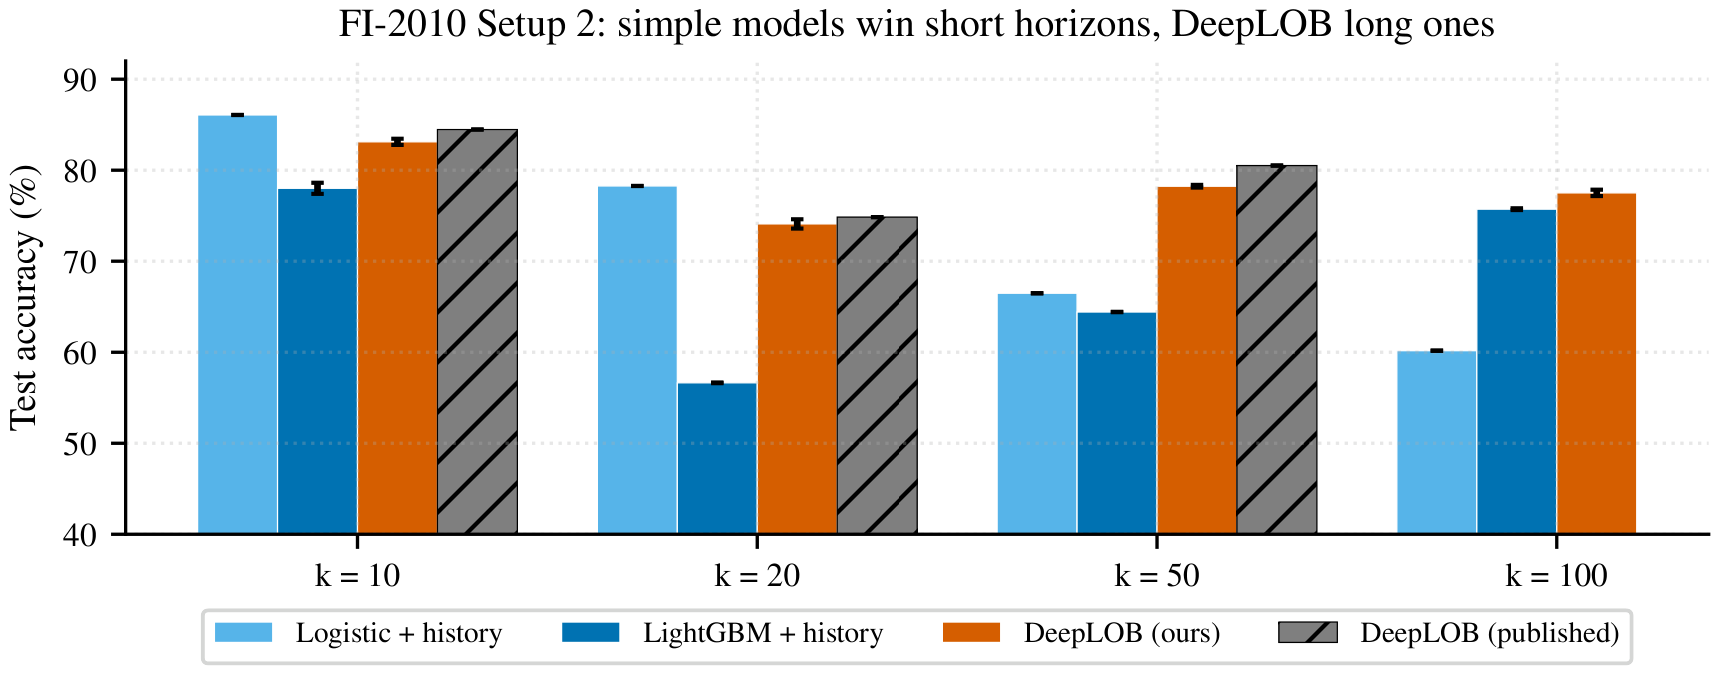 FI-2010 Setup 2: simple models win short horizons, DeepLOB long ones
Test accuracy (%)
90
80
70
60
50
40
k = 10
k = 20
k = 50
k = 100
Logistic + history
LightGBM + history
DeepLOB (ours)
DeepLOB (published)